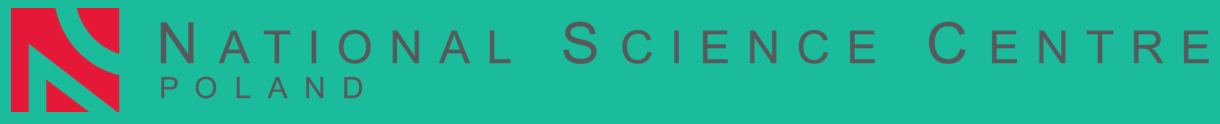 NATIONAL SCIENCE CENTRE
POLAND